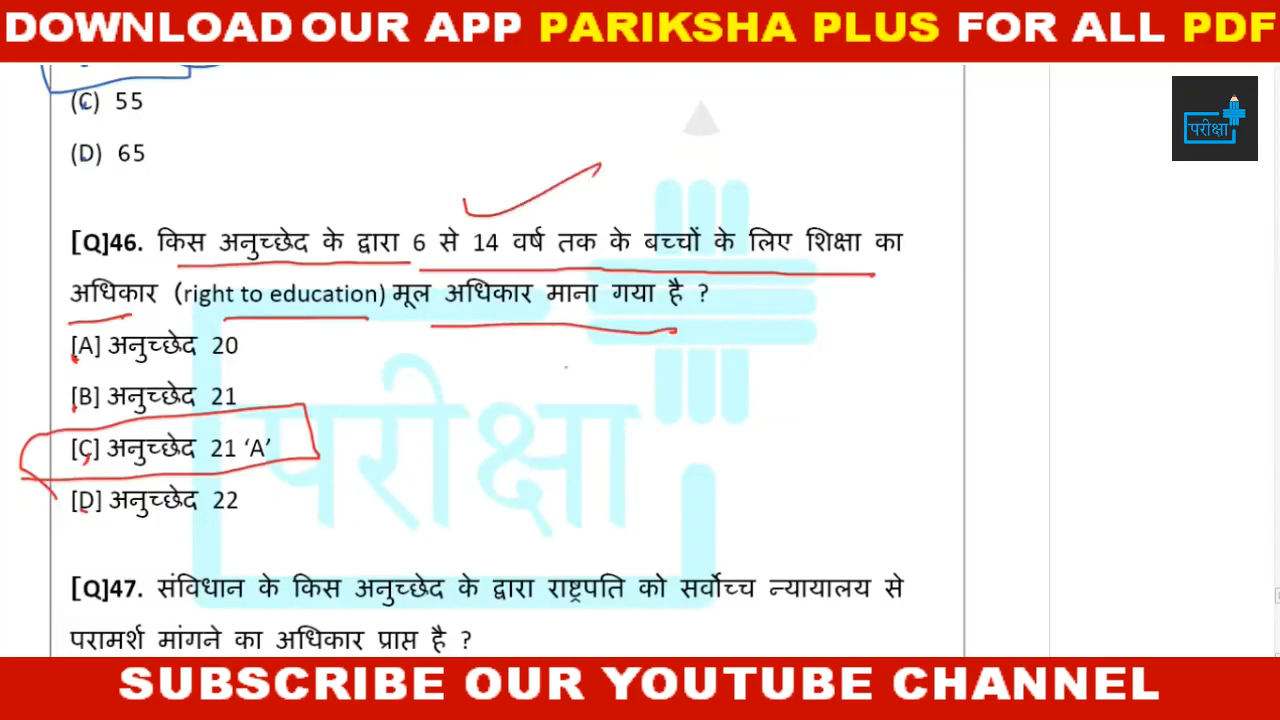 DOWNLOAD OUR APP PARIKSHA PLUS FOR ALL PDF
परीक्षा
(C) 55
(D) 65
[Q]46. किस अनुच्छेद के द्वारा 6 से 14 वर्ष तक के बच्चों के लिए शिक्षा का
अधिकार (right to education) मूल अधिकार माना गया है ?
[A] अनुच्छेद 20
[B] अनुच्छेद 21
[C] अनुच्छेद 21 ‘A’
[D] अनुच्छेद 22
परीक्षा
[Q]47. संविधान के किस अनुच्छेद के द्वारा राष्ट्रपति को सर्वोच्च न्यायालय से
परामर्श मांगने का अधिकार प्राप्त है ?
SUBSCRIBE OUR YOUTUBE CHANNEL